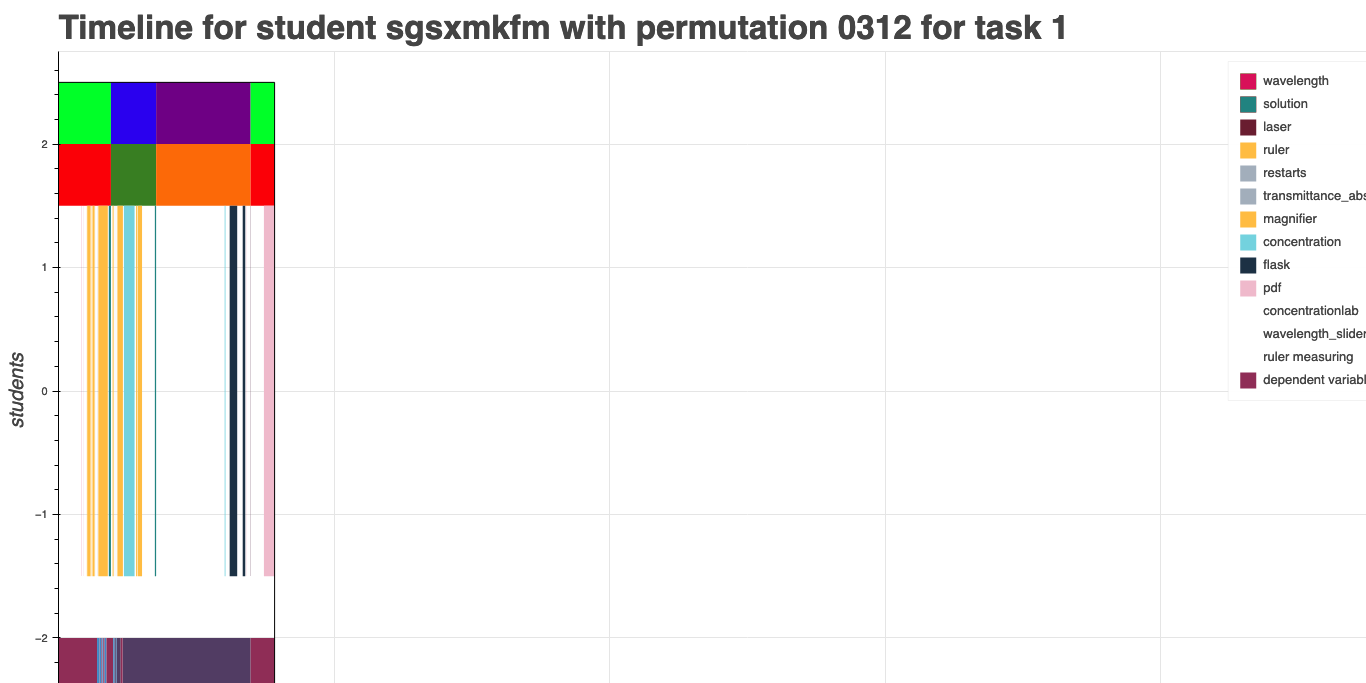 Timeline for student sgsxmkfm with permutation 0312 for task 1
students
2
1
0
−1
−2
wavelength
solution
laser
ruler
restarts
transmittance_abs
magnifier
concentration
flask
pdf
concentrationlab
wavelength_slider
ruler measuring
dependent variabl